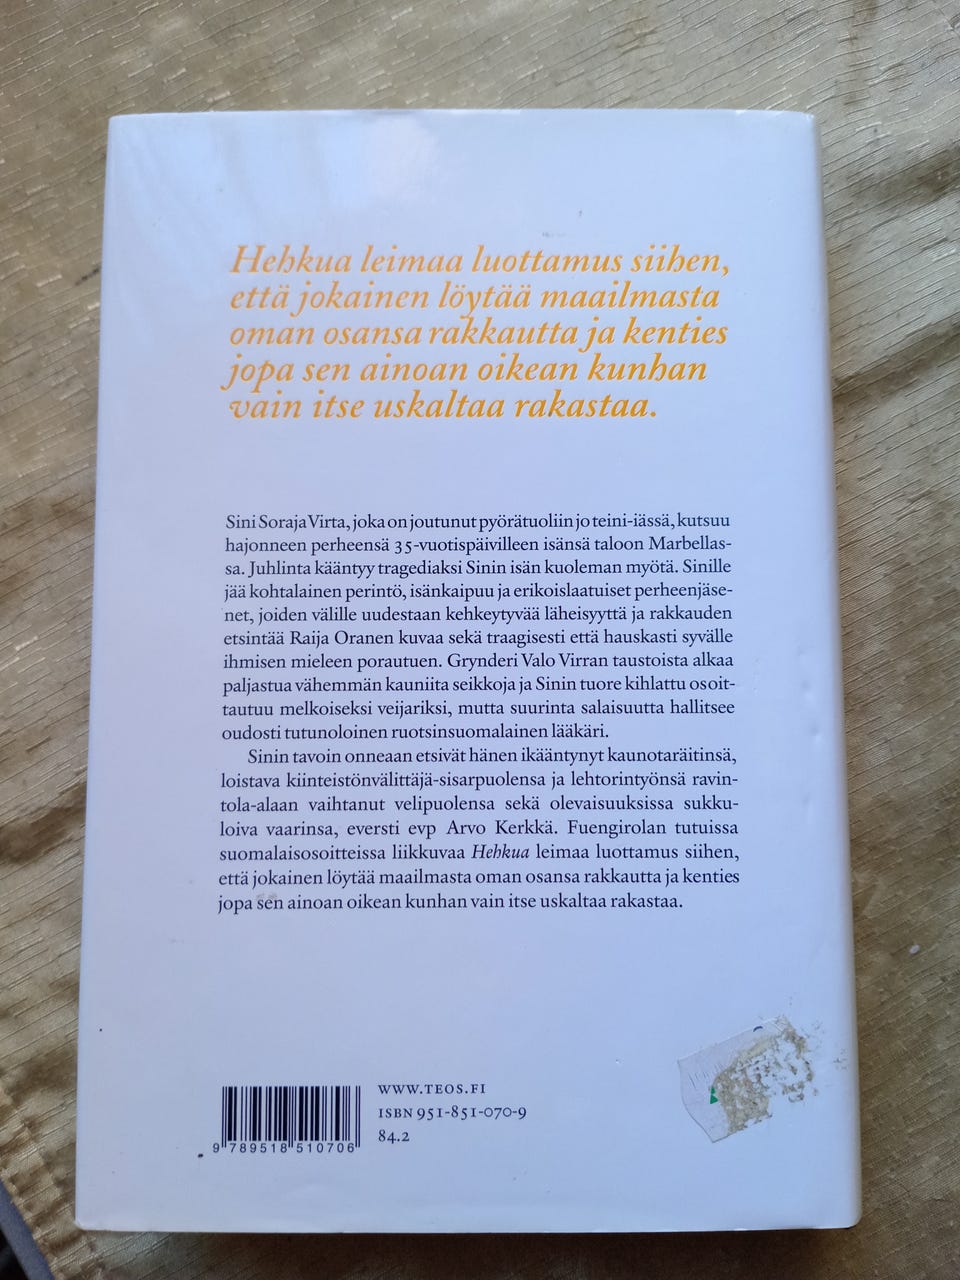 Hehkua leimaa luottamus siihen,
että jokainen löytää maailmasta
oman osansa rakkautta ja kenties
jopa sen ainoan oikean kunhan
vain itse uskaltaa rakastaa.
Sini Soraja Virta, joka on joutunut pyörätuoliin jo teini-iässä, kutsuu
hajonneen perheensä 35-vuotispäivilleen isänsä taloon Marbellas-
sa. Juhlinta kääntyy tragediaksi Sinin isän kuoleman myötä. Sinille
jää kohtalainen perintö, isänkaipuu ja erikoislaatuiset perheenjäse-
net, joiden välille uudestaan kehkeytyvää läheisyyttä ja rakkauden
etsintää Raija Oranen kuvaa sekä traagisesti että hauskasti syvälle
ihmisen mieleen porautuen. Grynderi Valo Virran taustoista alkaa
paljastua vähemmän kauniita seikkoja ja Sinin tuore kihlattu osoit-
tautuu melkoiseksi veijariksi, mutta suurinta salaisuutta hallitsee
oudosti tutunoloinen ruotsinsuomalainen lääkäri.
Sinin tavoin onneaan etsivät hänen ikääntynyt kaunotaräitinsä,
loistava kiinteistönvälittäjä-sisarpuolensa ja lehtorintyönsä ravin-
tola-alaan vaihtanut velipuolensa sekä olevaisuuksissa sukku-
loiva vaarinsa, eversti evp Arvo Kerkkä. Fuengirolan tutuissa
suomalaisosoitteissa liikkuvaa Hehkua leimaa luottamus siihen,
että jokainen löytää maailmasta oman osansa rakkautta ja kenties
jopa sen ainoan oikean kunhan vain itse uskaltaa rakastaa.
WWW.TEOS.FI
ISBN 951-851-070-9
84.2
9 789518 510706